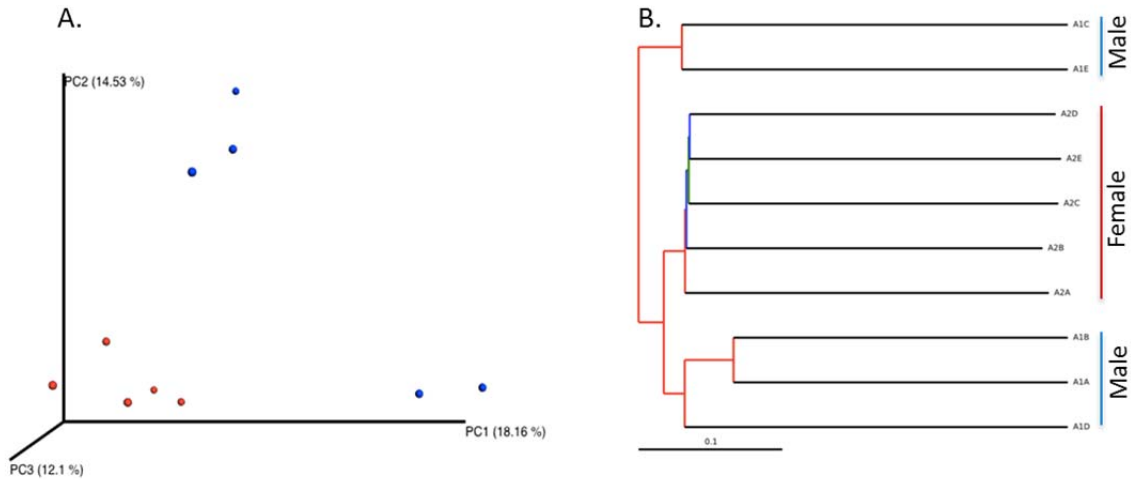 A.
PC2 (14.53 %)
PC1 (18.16 %)
PC3 (12.1 %)
B.
A1C
A1E
Male
A2D
A2E
A2C
A2B
A2A
Female
A1B
A1A
A1D
Male
0.1